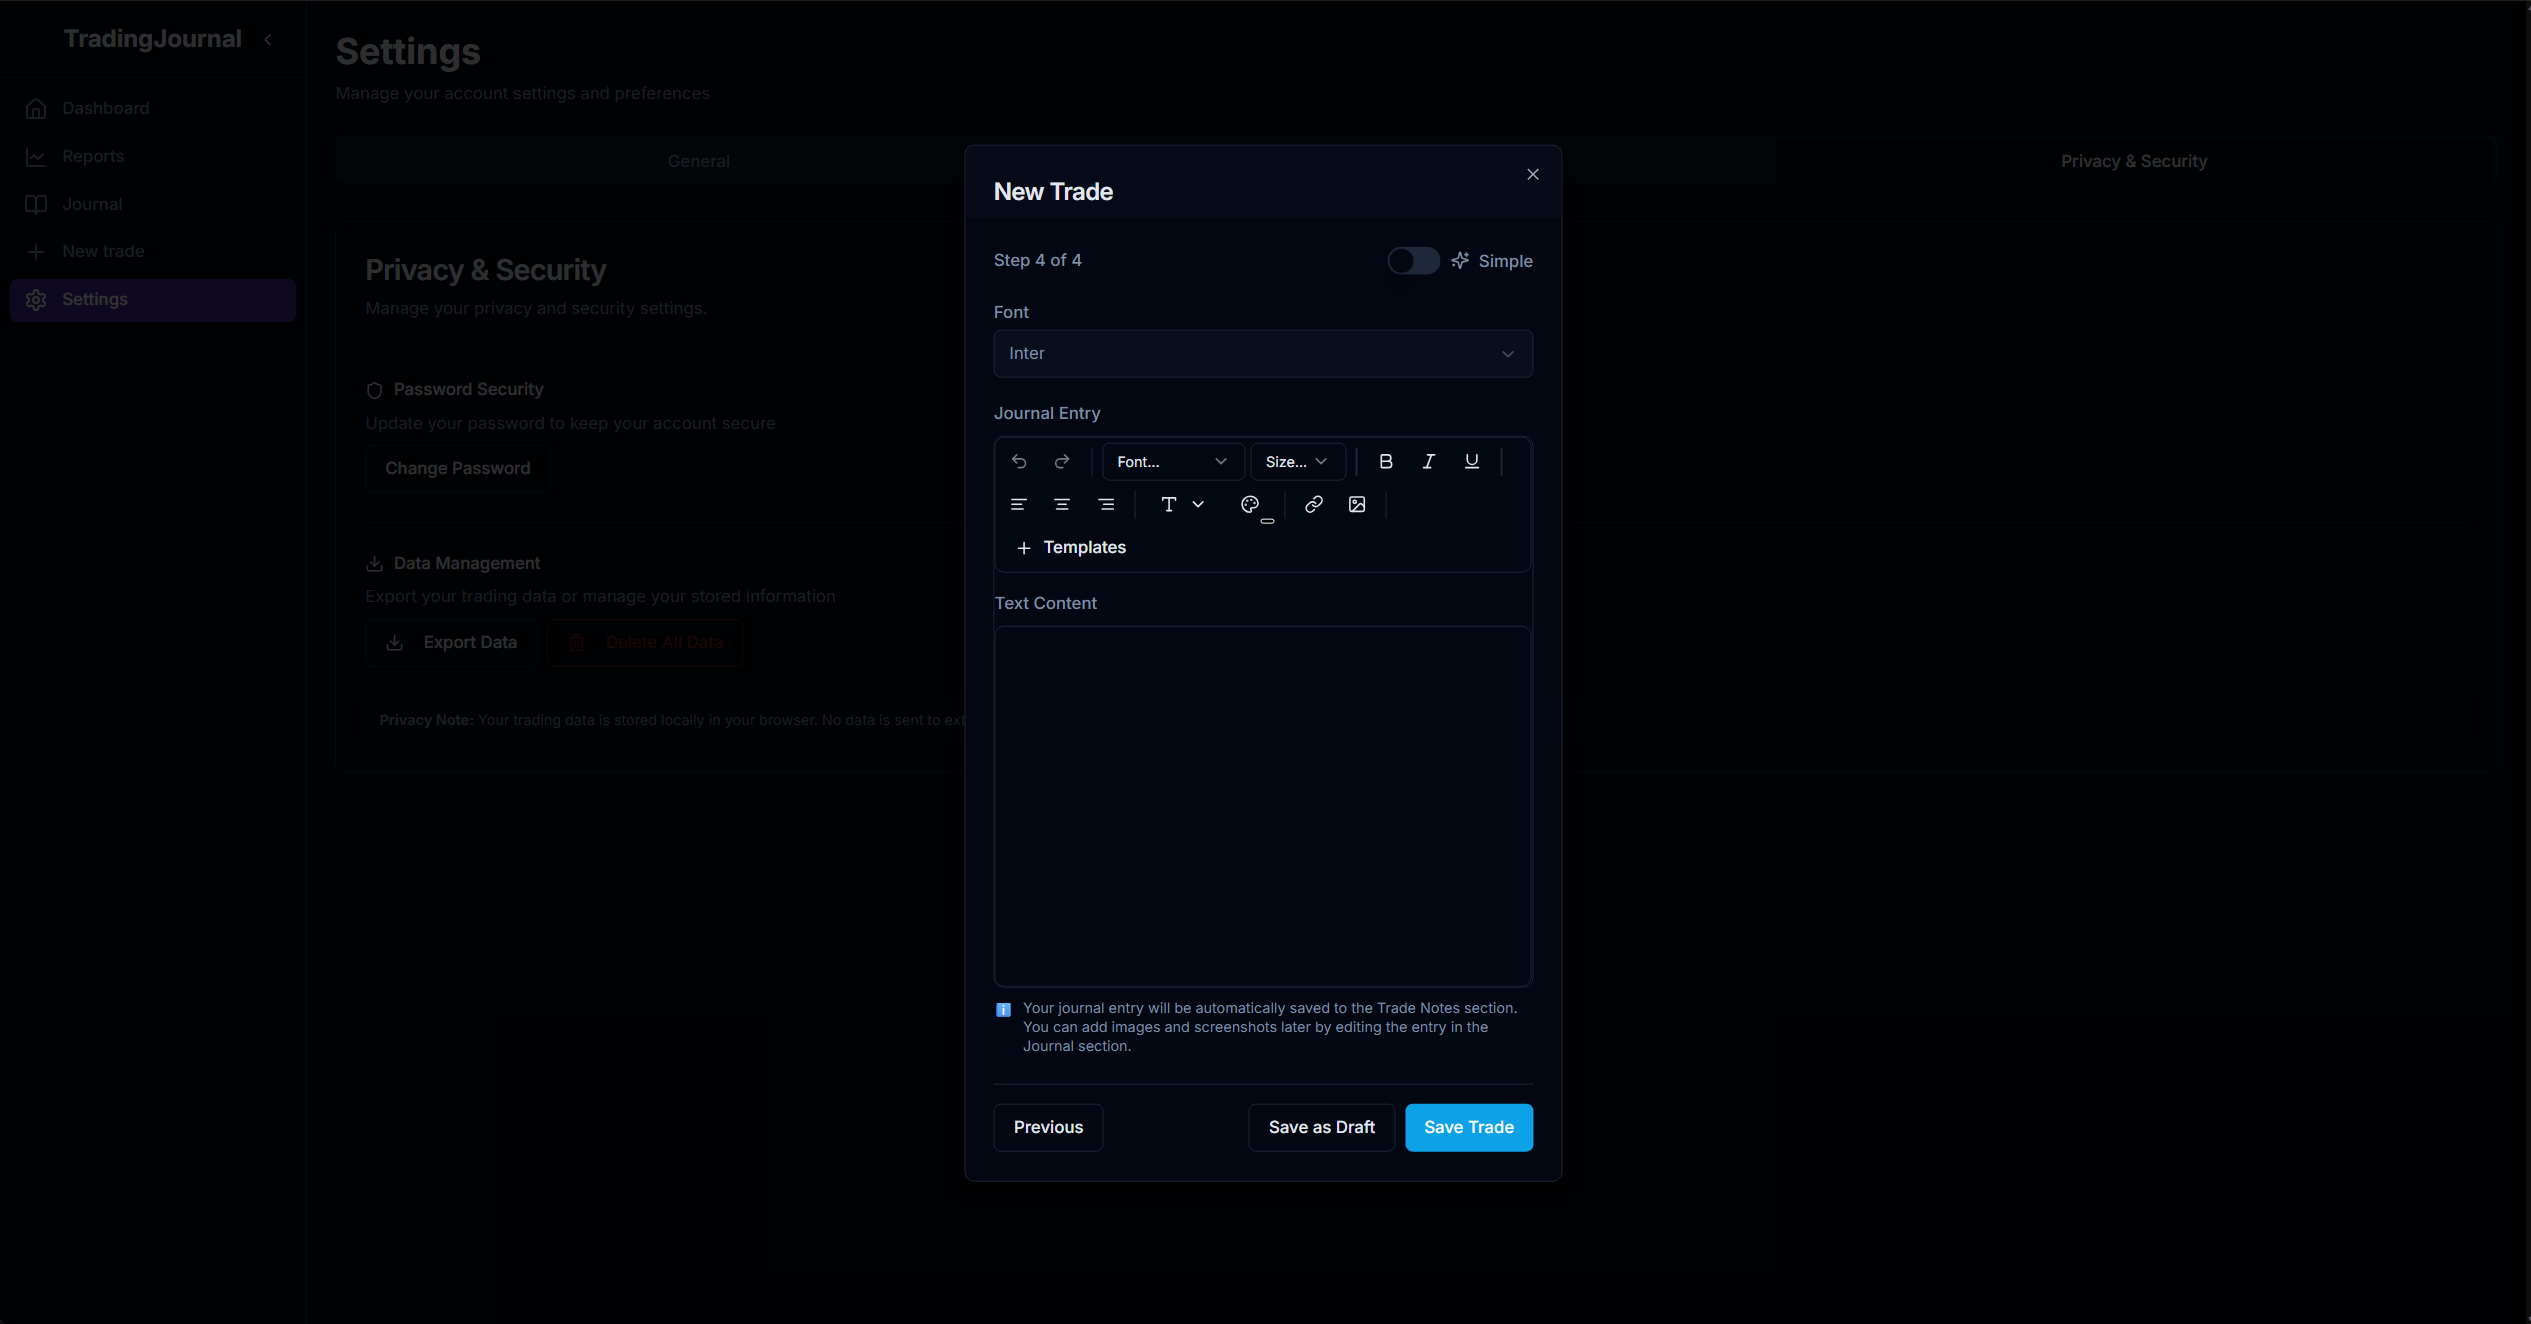 TradingJournal
Dashboard
Reports
Journal
New trade
Settings
Settings
Manage your account settings and preferences
General
Privacy & Security
Privacy & Security
Manage your privacy and security settings.
Password Security
Update your password to keep your account secure
Change Password
Data Management
Export your trading data or manage your stored information
Export Data
Delete All Data
Privacy Note: Your trading data is stored locally in your browser. No data is sent to ext
New Trade
Step 4 of 4
Simple
Font
Inter
Journal Entry
Font...
Size...
B I U
T
Templates
Text Content
Your journal entry will be automatically saved to the Trade Notes section.
You can add images and screenshots later by editing the entry in the
Journal section.
Previous
Save as Draft
Save Trade